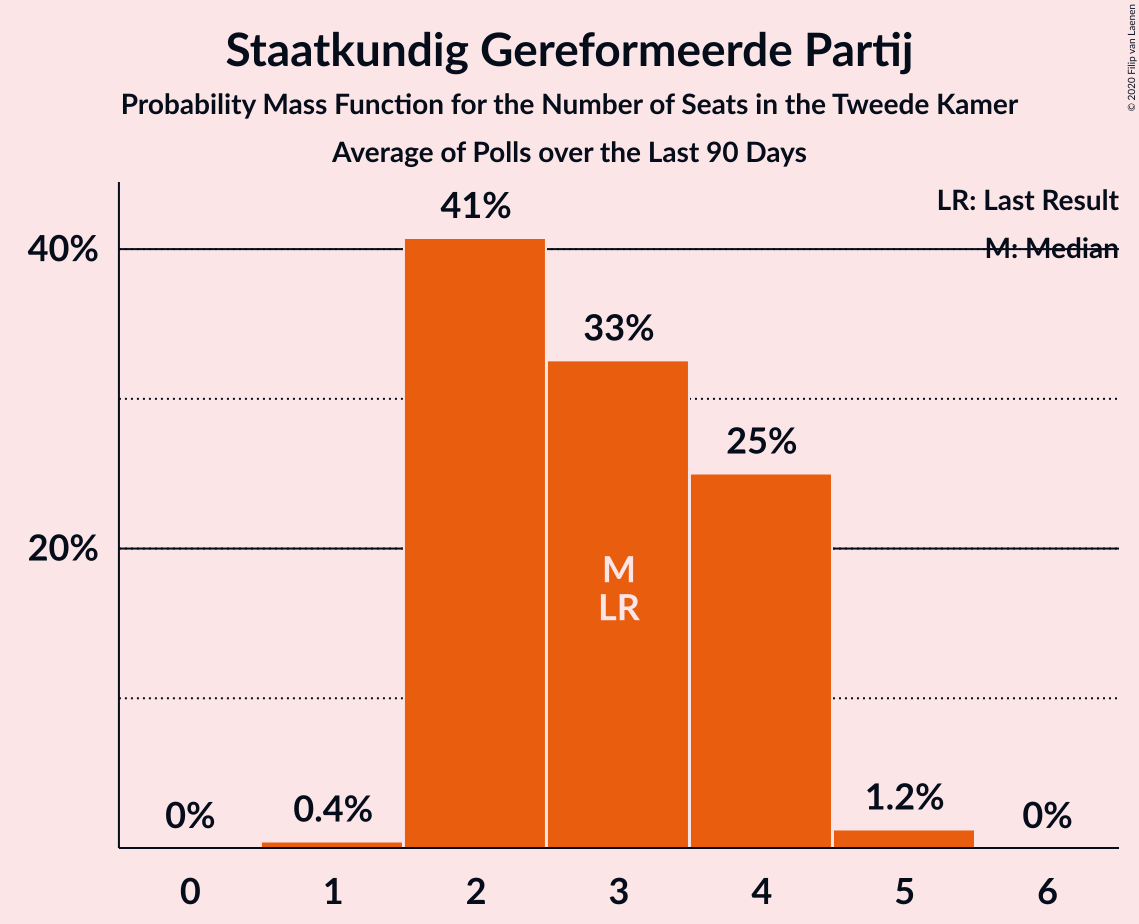 Staatkundig Gereformeerde Partij
Probability Mass Function for the Number of Seats in the Tweede Kamer
Average of Polls over the Last 90 Days
© 2020 Filip van Laenen
LR: Last Result
M: Median
40%
20%
0%
0.4%
41%
33%
25%
1.2%
0%
M
LR
0 1 2 3 4 5 6